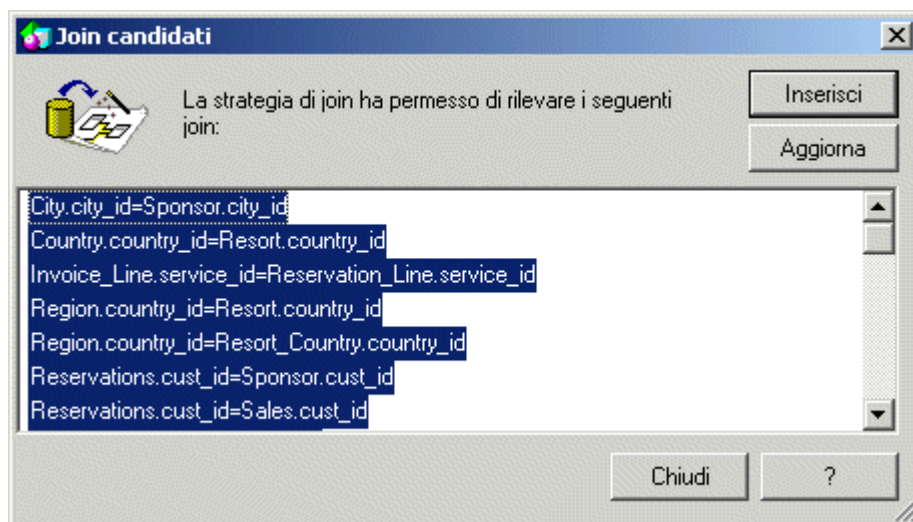 Join candidati
La strategia di join ha permesso di rilevare i seguenti
join:
Inserisci
Aggiorna
City.city_id=Sponsor.city_id
Country.country_id=Resort.country_id
Invoice_Line.service_id=Reservation_Line.service_id
Region.country_id=Resort.country_id
Region.country_id=Resort_Country.country_id
Reservations.cust_id=Sponsor.cust_id
Reservations.cust_id=Sales.cust_id
Chiudi
?